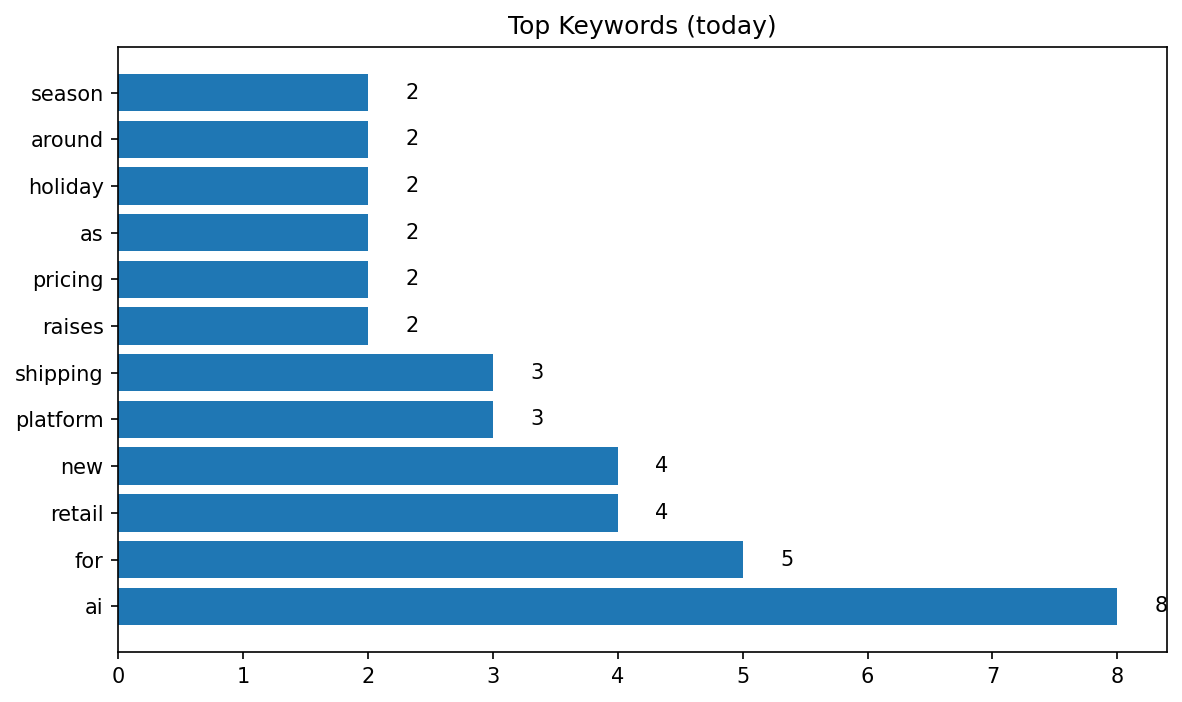 Top Keywords (today)
season 2
around 2
holiday 2
as 2
pricing 2
raises 2
shipping 3
platform 3
new 4
retail 4
for 5
ai 8
0 1 2 3 4 5 6 7 8